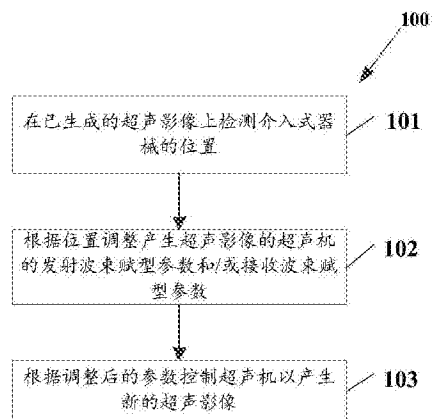 100
在已生成的超声影像上检测介入式器
械的位置
101
根据位置调整产生超声影像的超声机
的发射波束赋型参数和/或接收波束赋
型参数
102
根据调整后的参数控制超声机以产生
新的超声影像
103